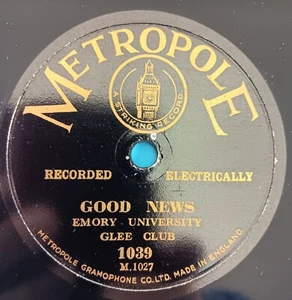 METROPOLE
A STRIKING RECORD
RECORDED ELECTRICALLY
GOOD NEWS
EMORY UNIVERSITY
GLEE CLUB
1039
M.1027
METROPOLE GRAMOPHONE CO. LTD. MADE IN ENGLAND.